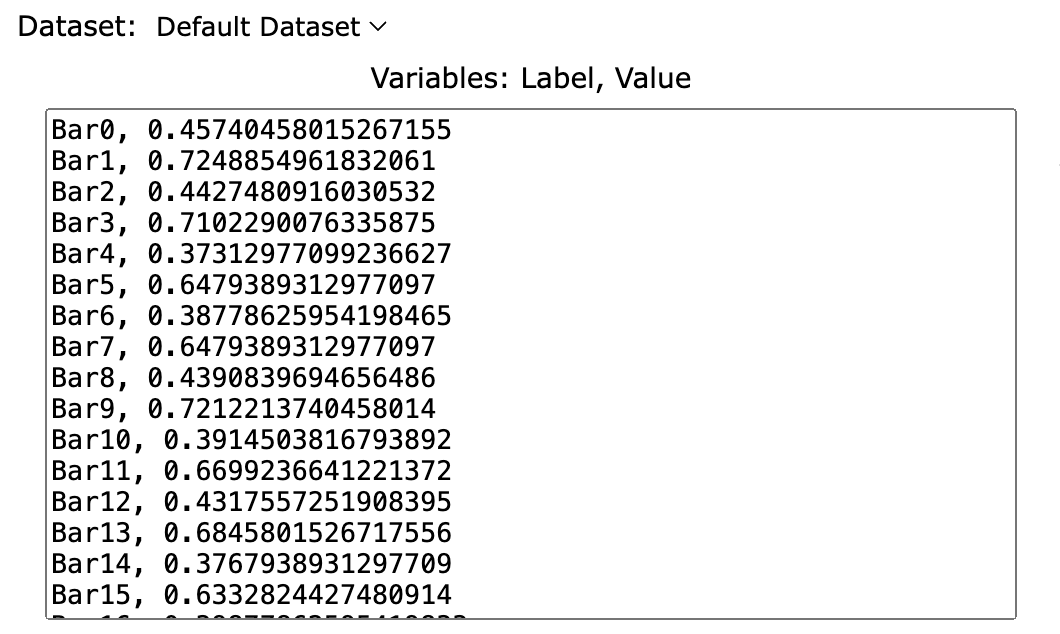 Dataset: Default Dataset
Variables: Label, Value
Bar0, 0.45740458015267155
Bar1, 0.7248854961832061
Bar2, 0.4427480916030532
Bar3, 0.7102290076335875
Bar4, 0.37312977099236627
Bar5, 0.6479389312977097
Bar6, 0.38778625954198465
Bar7, 0.6479389312977097
Bar8, 0.4390839694656486
Bar9, 0.7212213740458014
Bar10, 0.3914503816793892
Bar11, 0.6699236641221372
Bar12, 0.43175572519083​95
Bar13, 0.6845801526717556
Bar14, 0.3767938931297709
Bar15, 0.6332824427480914